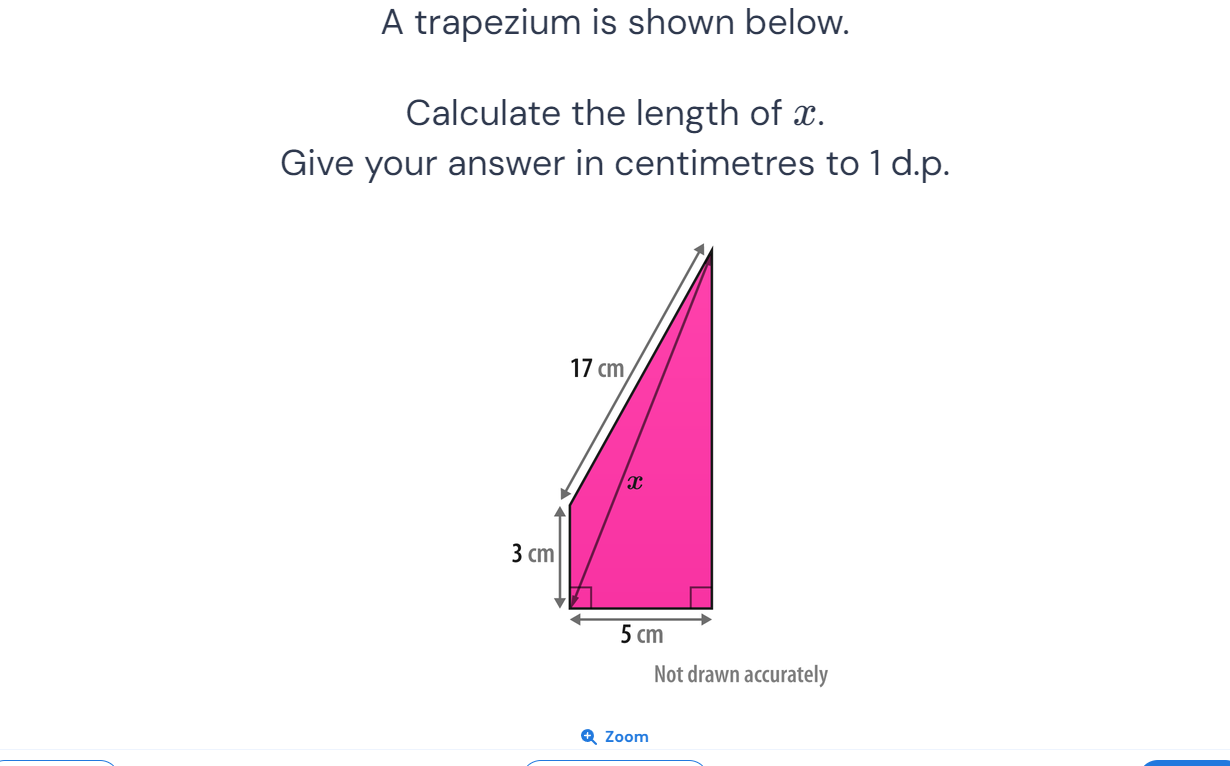 A trapezium is shown below.
Calculate the length of x.
Give your answer in centimetres to 1 d.p.
17 cm
x
3 cm
5 cm
Not drawn accurately
Zoom